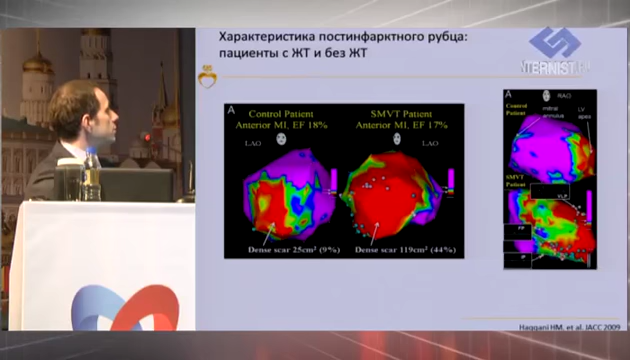 Характеристика постинфарктного рубца:
пациенты с ЖТ и без ЖТ
NTERNIST.
A
Control Patient
Anterior MI, EF 18%
LAO
SMVT Patient
Anterior MI, EF 17%
LAO
Dense scar 25cm² (9%)
Dense scar 119cm² (44%)
A
RAO
Control
Patient
mitral
annulus
LV
apex
SMVT
Patient
VLP
Haqqani HM, et al. JACC 2009